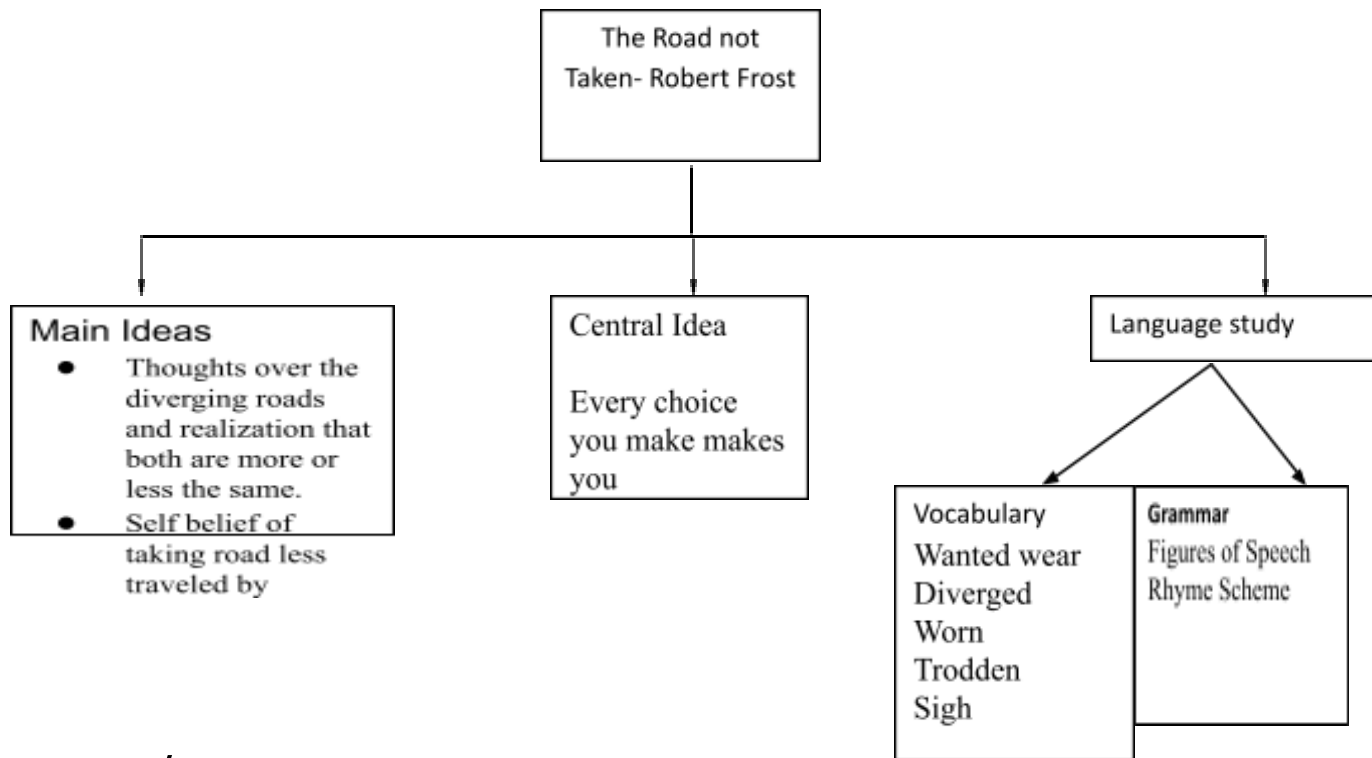 The Road not
Taken- Robert Frost
Main Ideas
● Thoughts over the
diverging roads
and realization that
both are more or
less the same.
● Self belief of
taking road less
traveled by
Central Idea
Every choice
you make makes
you
Language study
Vocabulary
Wanted wear
Diverged
Worn
Trodden
Sigh
Grammar
Figures of Speech
Rhyme Scheme